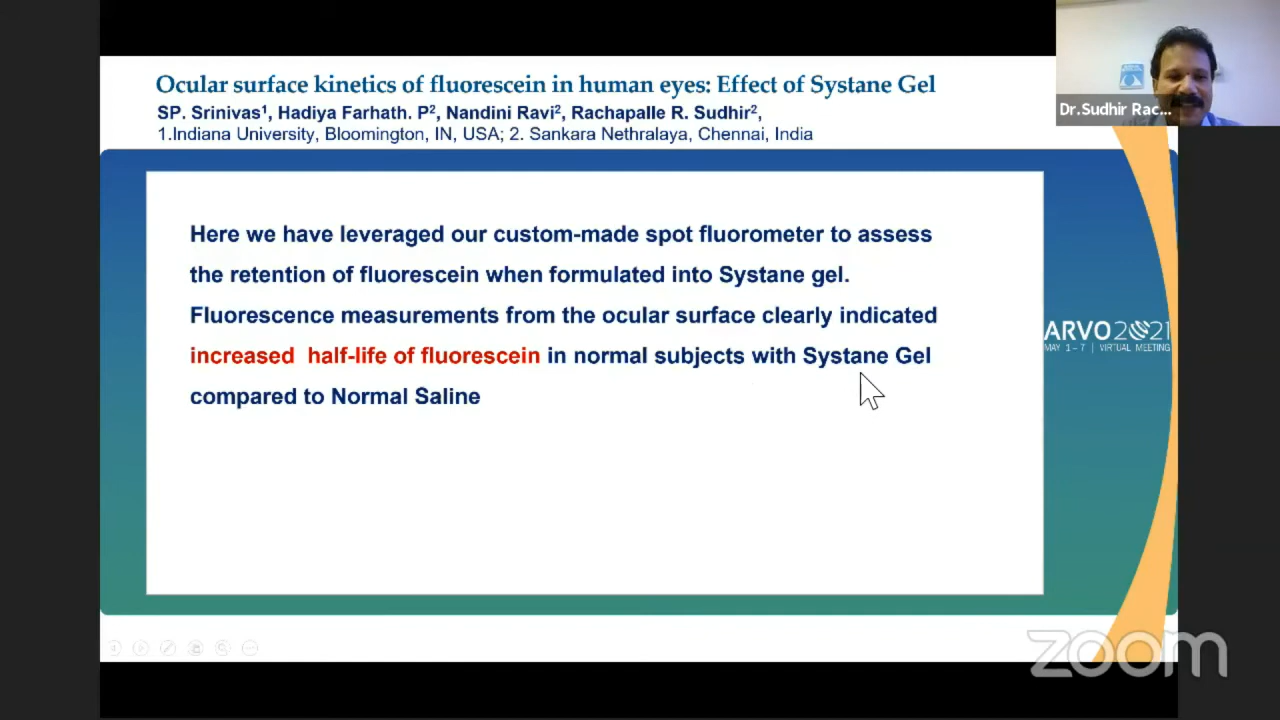 Ocular surface kinetics of fluorescein in human eyes: Effect of Systane Gel
SP. Srinivas¹, Hadiya Farhath. P², Nandini Ravi², Rachapalle R. Sudhir²,
1.Indiana University, Bloomington, IN, USA; 2. Sankara Nethralaya, Chennai, India
Dr.Sudhir Rac...
Here we have leveraged our custom-made spot fluorometer to assess
the retention of fluorescein when formulated into Systane gel.
Fluorescence measurements from the ocular surface clearly indicated
increased half-life of fluorescein in normal subjects with Systane Gel
compared to Normal Saline
ARVO2021
MAY 1 – 7 | VIRTUAL MEETING
zoom